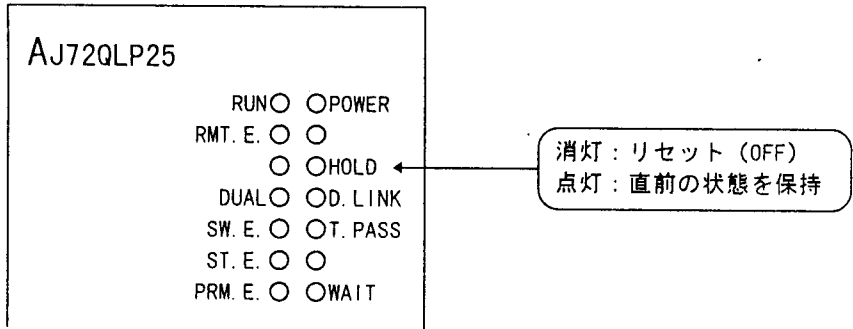 AJ72QLP25
RUN○ ○POWER
RMT. E. ○ ○
○ ○HOLD
DUAL○ ○D. LINK
SW. E. ○ ○T. PASS
ST. E. ○ ○
PRM. E. ○ ○WAIT
消灯：リセット (OFF)
点灯：直前の状態を保持